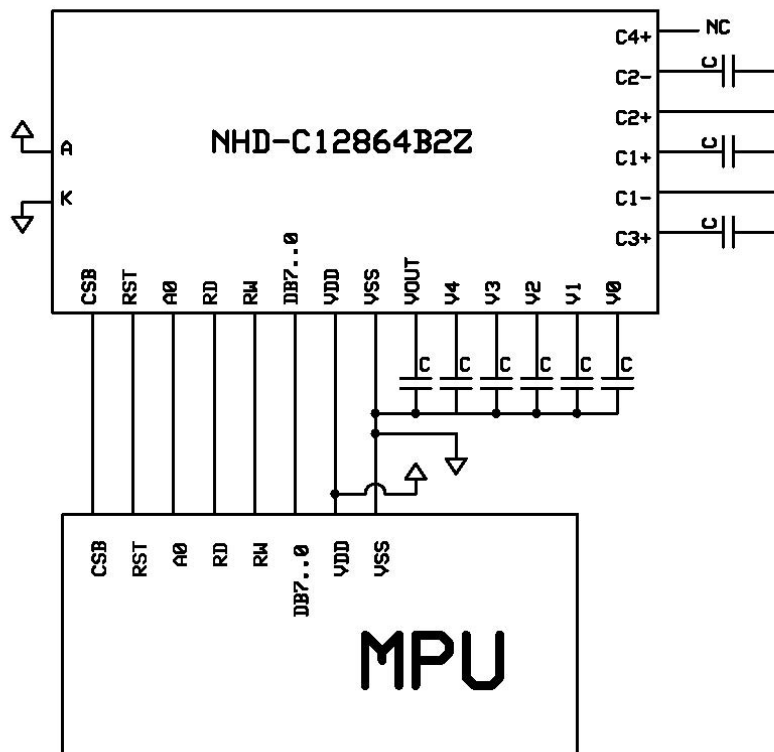 C4+ NC
C2- C
C2+
A NHD-C12864B2Z C1+ C
K C1-
C3+ C
CSB RST A0 RD RW DB7..0 VDD VSS VOUT V4 V3 V2 V1 V0
C C C C C C
CSB RST A0 RD RW DB7..0 VDD VSS
MPU